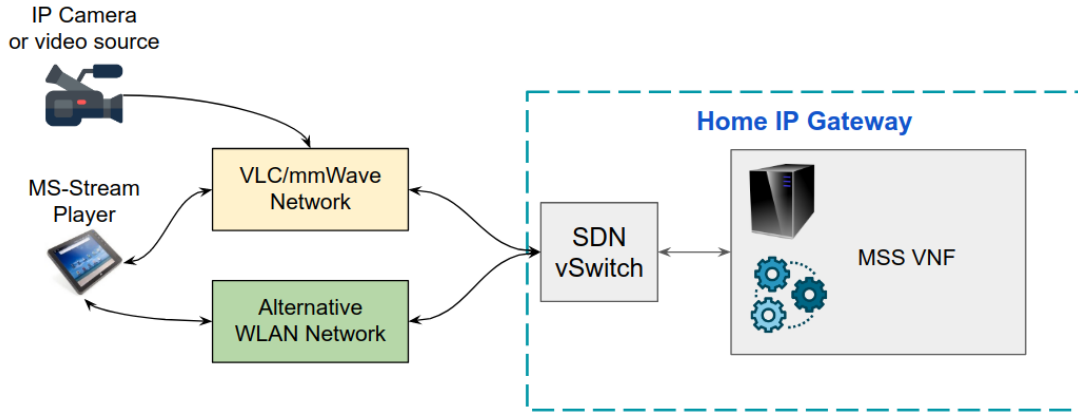 IP Camera
or video source
Home IP Gateway
VLC/mmWave
Network
MS-Stream
Player
SDN
vSwitch
MSS VNF
Alternative
WLAN Network